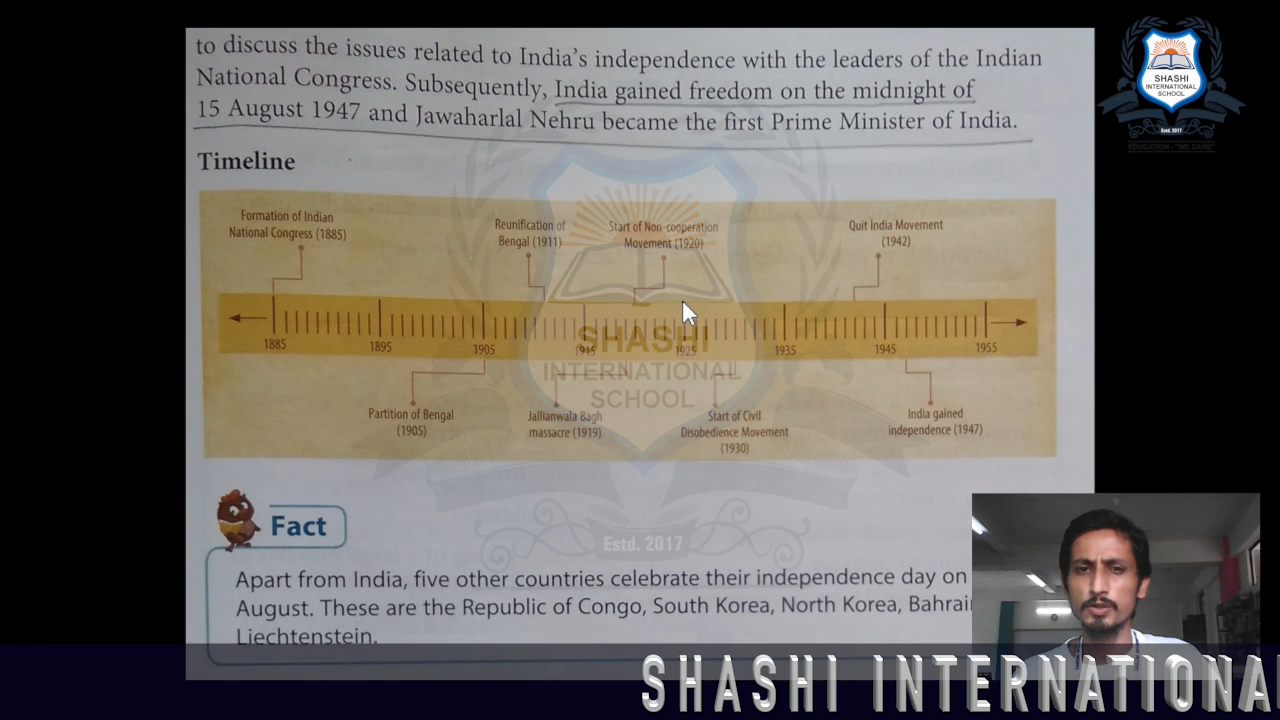 to discuss the issues related to India's independence with the leaders of the Indian
National Congress. Subsequently, India gained freedom on the midnight of
15 August 1947 and Jawaharlal Nehru became the first Prime Minister of India.
Timeline
Formation of Indian
National Congress (1885)
Reunification of
Bengal (1911)
Start of Non-cooperation
Movement (1920)
Quit India Movement
(1942)
1885 1895 1905 1915 1925 1935 1945 1955
Partition of Bengal
(1905)
Jallianwala Bagh
massacre (1919)
Start of Civil
Disobedience Movement
(1930)
India gained
independence (1947)
SHASHI
INTERNATIONAL
SCHOOL
Estd. 2017
Fact
Apart from India, five other countries celebrate their independence day on
August. These are the Republic of Congo, South Korea, North Korea, Bahrai
Liechtenstein.
SHASHI
INTERNATIONAL
SCHOOL
Estd. 2017
EDUCATION - "WE CARE"
SHASHI INTERNATIONA